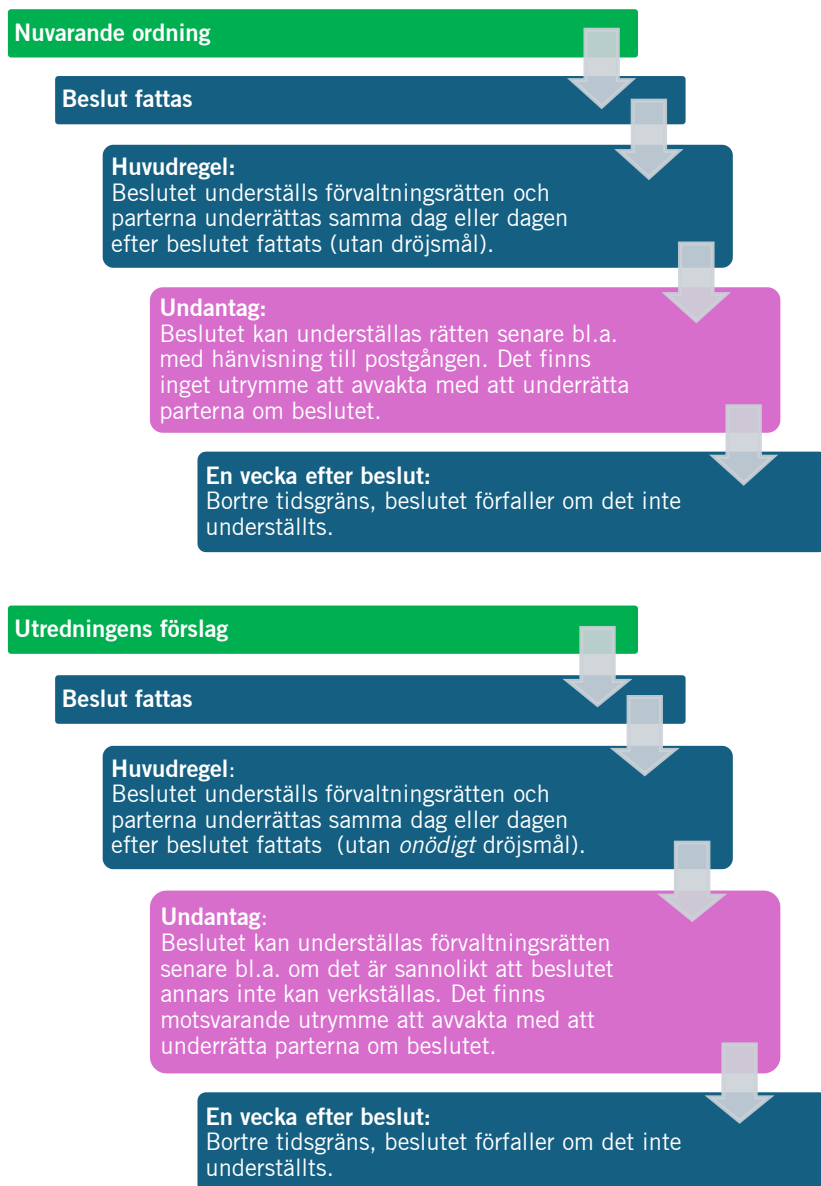 Nuvarande ordning
Beslut fattas
Huvudregel:
Beslutet underställs förvaltningsrätten och
parterna underrättas samma dag eller dagen
efter beslutet fattats (utan dröjsmål).
Undantag:
Beslutet kan underställas rätten senare bl.a.
med hänvisning till postgången. Det finns
inget utrymme att avvakta med att underrätta
parterna om beslutet.
En vecka efter beslut:
Bortre tidsgräns, beslutet förfaller om det inte
underställts.
Utredningens förslag
Beslut fattas
Huvudregel:
Beslutet underställs förvaltningsrätten och
parterna underrättas samma dag eller dagen
efter beslutet fattats (utan onödigt dröjsmål).
Undantag:
Beslutet kan underställas förvaltningsrätten
senare bl.a. om det är sannolikt att beslutet
annars inte kan verkställas. Det finns
motsvarande utrymme att avvakta med att
underrätta parterna om beslutet.
En vecka efter beslut:
Bortre tidsgräns, beslutet förfaller om det inte
underställts.